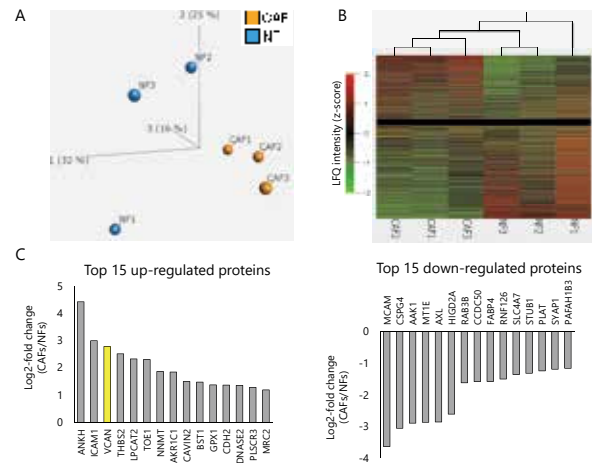 A
2 (25 %)
CAF
NF
NF2
NF3
3 (16 %)
CAF1
CAF2
CAF3
1 (32 %)
NF1
B
LFQ intensity (z-score)
CAF1
CAF3
NF3
NF2
NF1
C
Top 15 up-regulated proteins
Log2-fold change
(CAFs/NFs)
5
4
3
2
1
0
ANKH
ICAM1
VCAN
THBS2
LPCAT2
TOE1
NNMT
AKR1C1
CAVIN2
BST1
GPX1
CDH2
DNASE2
PLSCR3
MRC2
Top 15 down-regulated proteins
MCAM
CSPG4
AAK1
MT1E
AXL
HIGD2A
RAB3B
CCDC50
FABP4
RNF126
SLC4A7
STUB1
PLAT
SYAP1
PAFAH1B3
Log2-fold change
(CAFs/NFs)
0
-1
-2
-3
-4